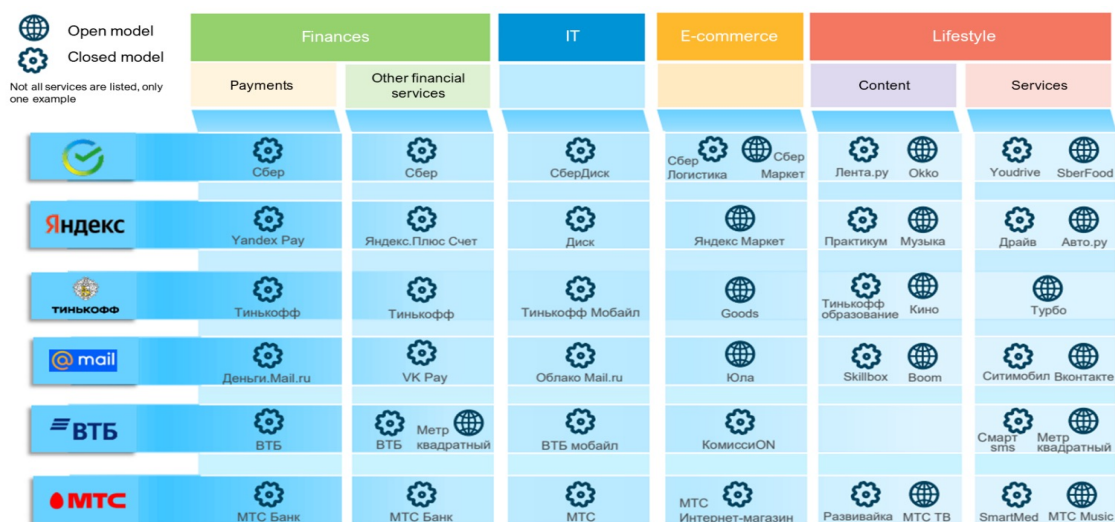 Open model
Closed model
Not all services are listed, only
one example
Finances
IT
E-commerce
Lifestyle
Payments
Other financial
services
Content
Services
Сбер
Сбер
СберДиск
Сбер
Логистика
Сбер
Маркет
Лента.ру
Okko
Youdrive
SberFood
Яндекс
Yandex Pay
Яндекс.Плюс Счет
Диск
Яндекс Маркет
Практикум
Музыка
Драйв
Авто.ру
ТИНЬКОФФ
Тинькофф
Тинькофф
Тинькофф Мобайл
Goods
Тинькофф
образование
Кино
Турбо
@mail
Деньги.Mail.ru
VK Pay
Облако Mail.ru
Юла
Skillbox
Boom
Ситимобил
Вконтакте
ВТБ
ВТБ
ВТБ
Метр
квадратный
ВТБ мобайл
КомиссиON
Смарт
sms
Метр
квадратный
МТС
МТС Банк
МТС Банк
МТС
МТС
Интернет-магазин
Развивайка
МТС ТВ
SmartMed
МТС Music